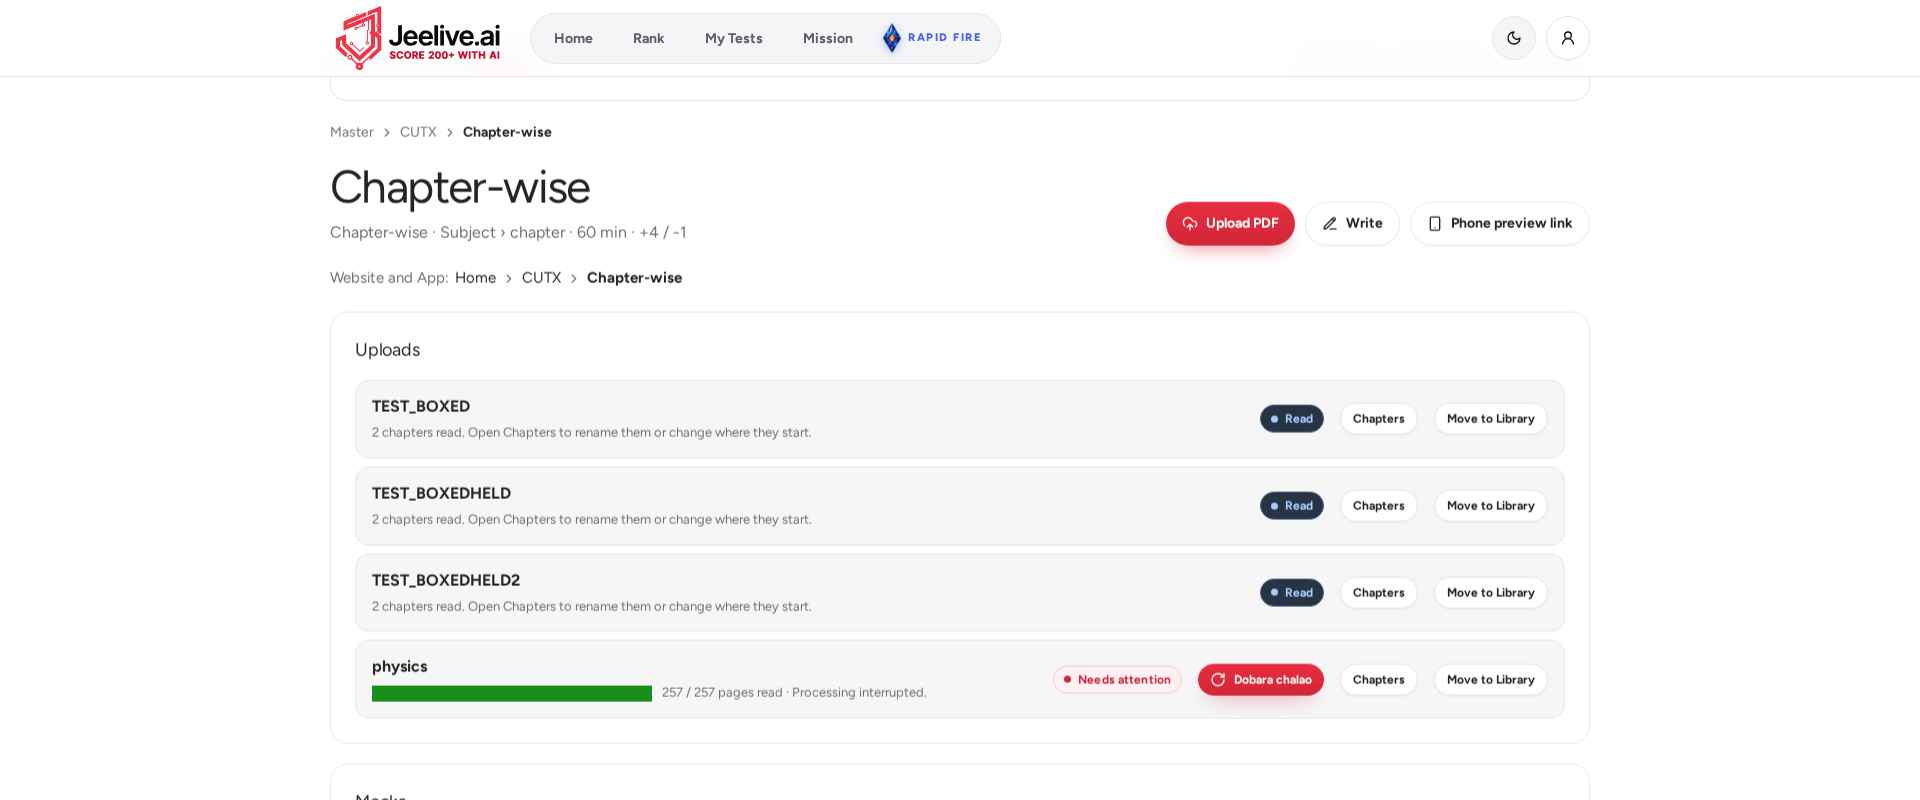 Jeelive.ai
SCORE 200+ WITH AI
Home
Rank
My Tests
Mission
RAPID FIRE
Master > CUTX > Chapter-wise
Chapter-wise
Chapter-wise · Subject › chapter · 60 min · +4 / -1
Upload PDF
Write
Phone preview link
Website and App: Home > CUTX > Chapter-wise
Uploads
TEST_BOXED
2 chapters read. Open Chapters to rename them or change where they start.
Read
Chapters
Move to Library
TEST_BOXEDHELD
2 chapters read. Open Chapters to rename them or change where they start.
Read
Chapters
Move to Library
TEST_BOXEDHELD2
2 chapters read. Open Chapters to rename them or change where they start.
Read
Chapters
Move to Library
physics
257 / 257 pages read · Processing interrupted.
Needs attention
Dobara chalao
Chapters
Move to Library